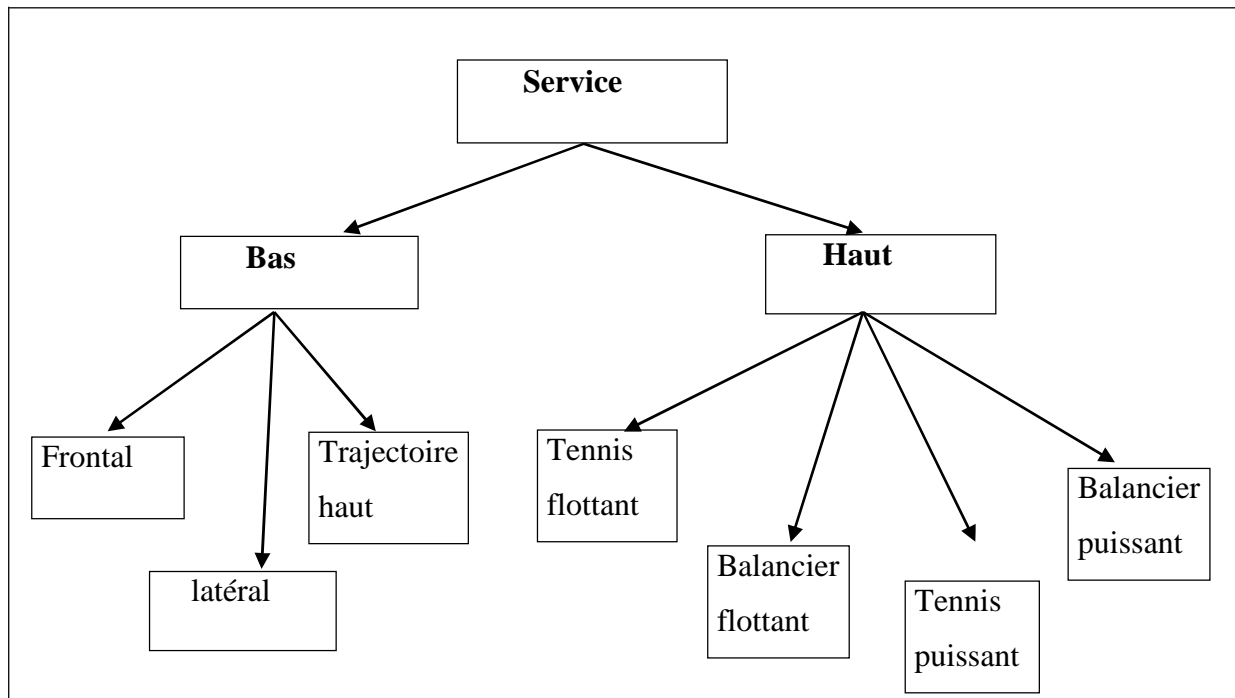 Service
Bas
Haut
Frontal
Trajectoire
haut
latéral
Tennis
flottant
Balancier
flottant
Tennis
puissant
Balancier
puissant